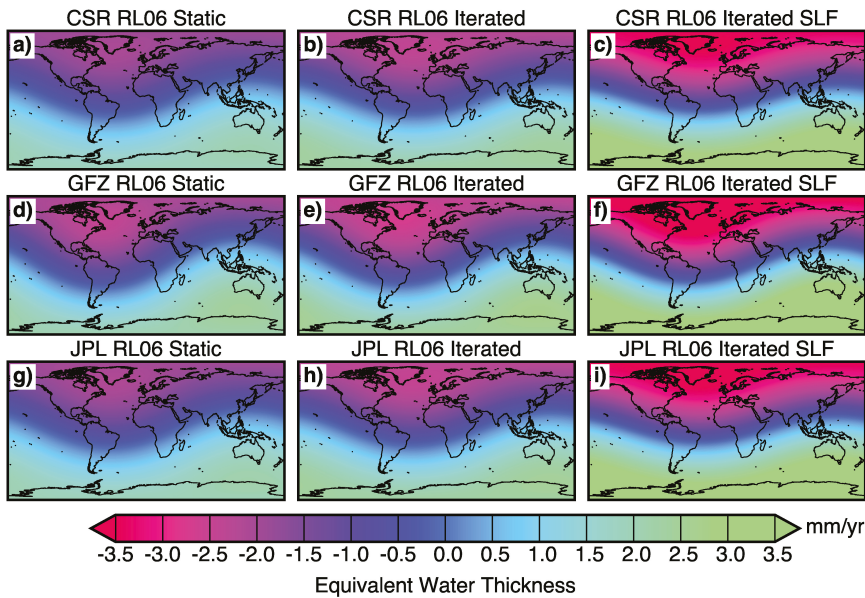 CSR RL06 Static CSR RL06 Iterated CSR RL06 Iterated SLF
a) b) c)
GFZ RL06 Static GFZ RL06 Iterated GFZ RL06 Iterated SLF
d) e) f)
JPL RL06 Static JPL RL06 Iterated JPL RL06 Iterated SLF
g) h) i)
mm/yr
-3.5 -3.0 -2.5 -2.0 -1.5 -1.0 -0.5 0.0 0.5 1.0 1.5 2.0 2.5 3.0 3.5
Equivalent Water Thickness